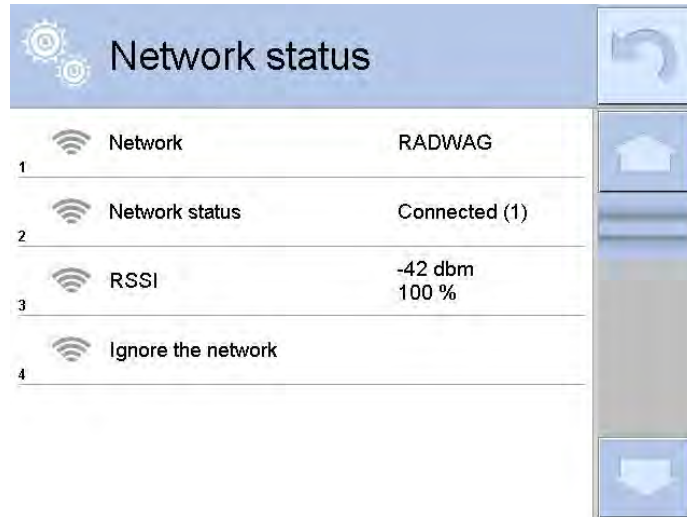 Network status
1 Network RADWAG
2 Network status Connected (1)
3 RSSI -42 dbm
100 %
4 Ignore the network